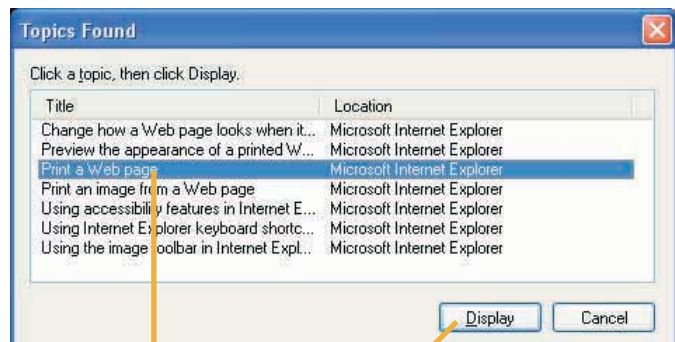 Topics Found
Click a topic, then click Display.
Title Location
Change how a Web page looks when it... Microsoft Internet Explorer
Preview the appearance of a printed W... Microsoft Internet Explorer
Print a Web page Microsoft Internet Explorer
Print an image from a Web page Microsoft Internet Explorer
Using accessibility features in Internet E... Microsoft Internet Explorer
Using Internet Explorer keyboard shortc... Microsoft Internet Explorer
Using the image toolbar in Internet Expl... Microsoft Internet Explorer
Display Cancel